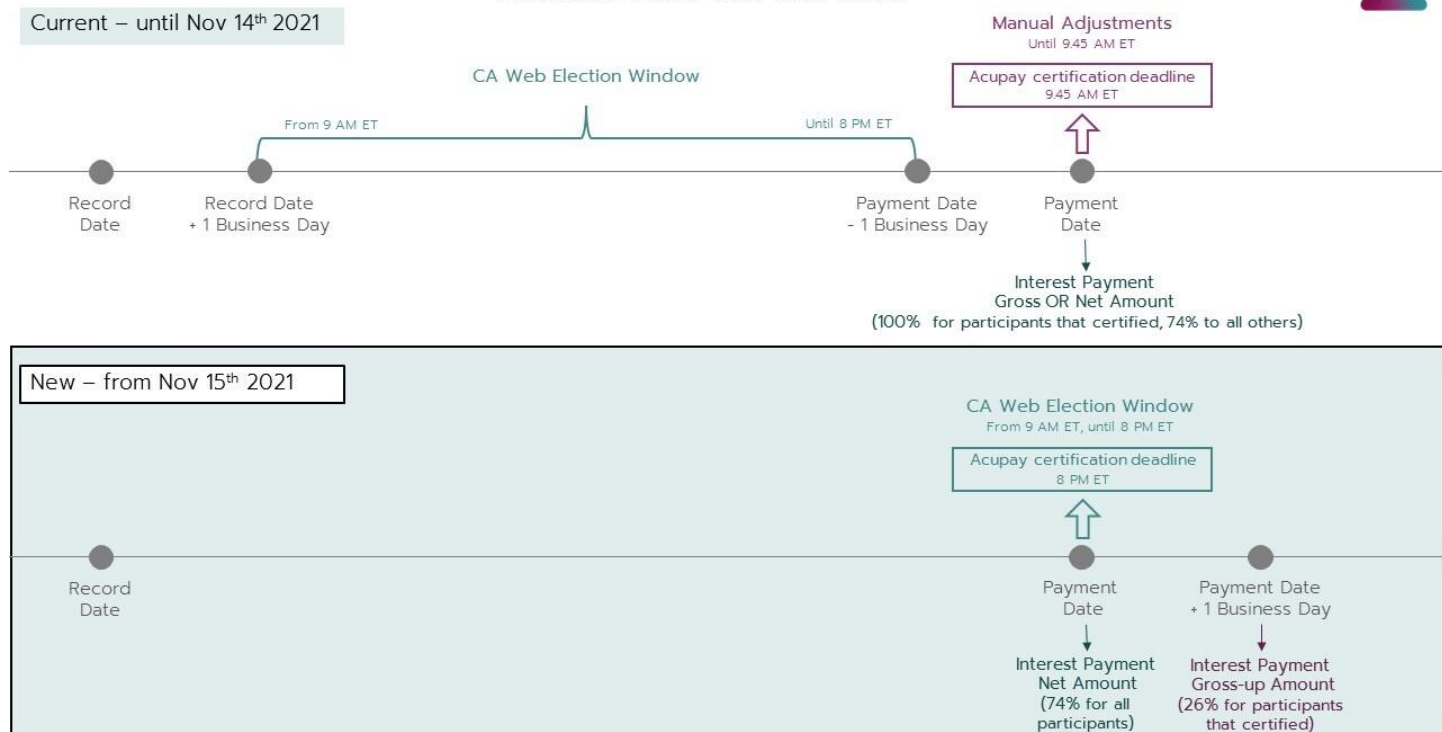 Current – until Nov 14th 2021
Manual Adjustments
Until 9.45 AM ET
CA Web Election Window
Acupay certification deadline
9.45 AM ET
From 9 AM ET
Until 8 PM ET
Record
Date
Record Date
+ 1 Business Day
Payment Date
- 1 Business Day
Payment
Date
Interest Payment
Gross OR Net Amount
(100% for participants that certified, 74% to all others)
New – from Nov 15th 2021
CA Web Election Window
From 9 AM ET, until 8 PM ET
Acupay certification deadline
8 PM ET
Record
Date
Payment
Date
Payment Date
+ 1 Business Day
Interest Payment
Net Amount
(74% for all
participants)
Interest Payment
Gross-up Amount
(26% for participants
that certified)